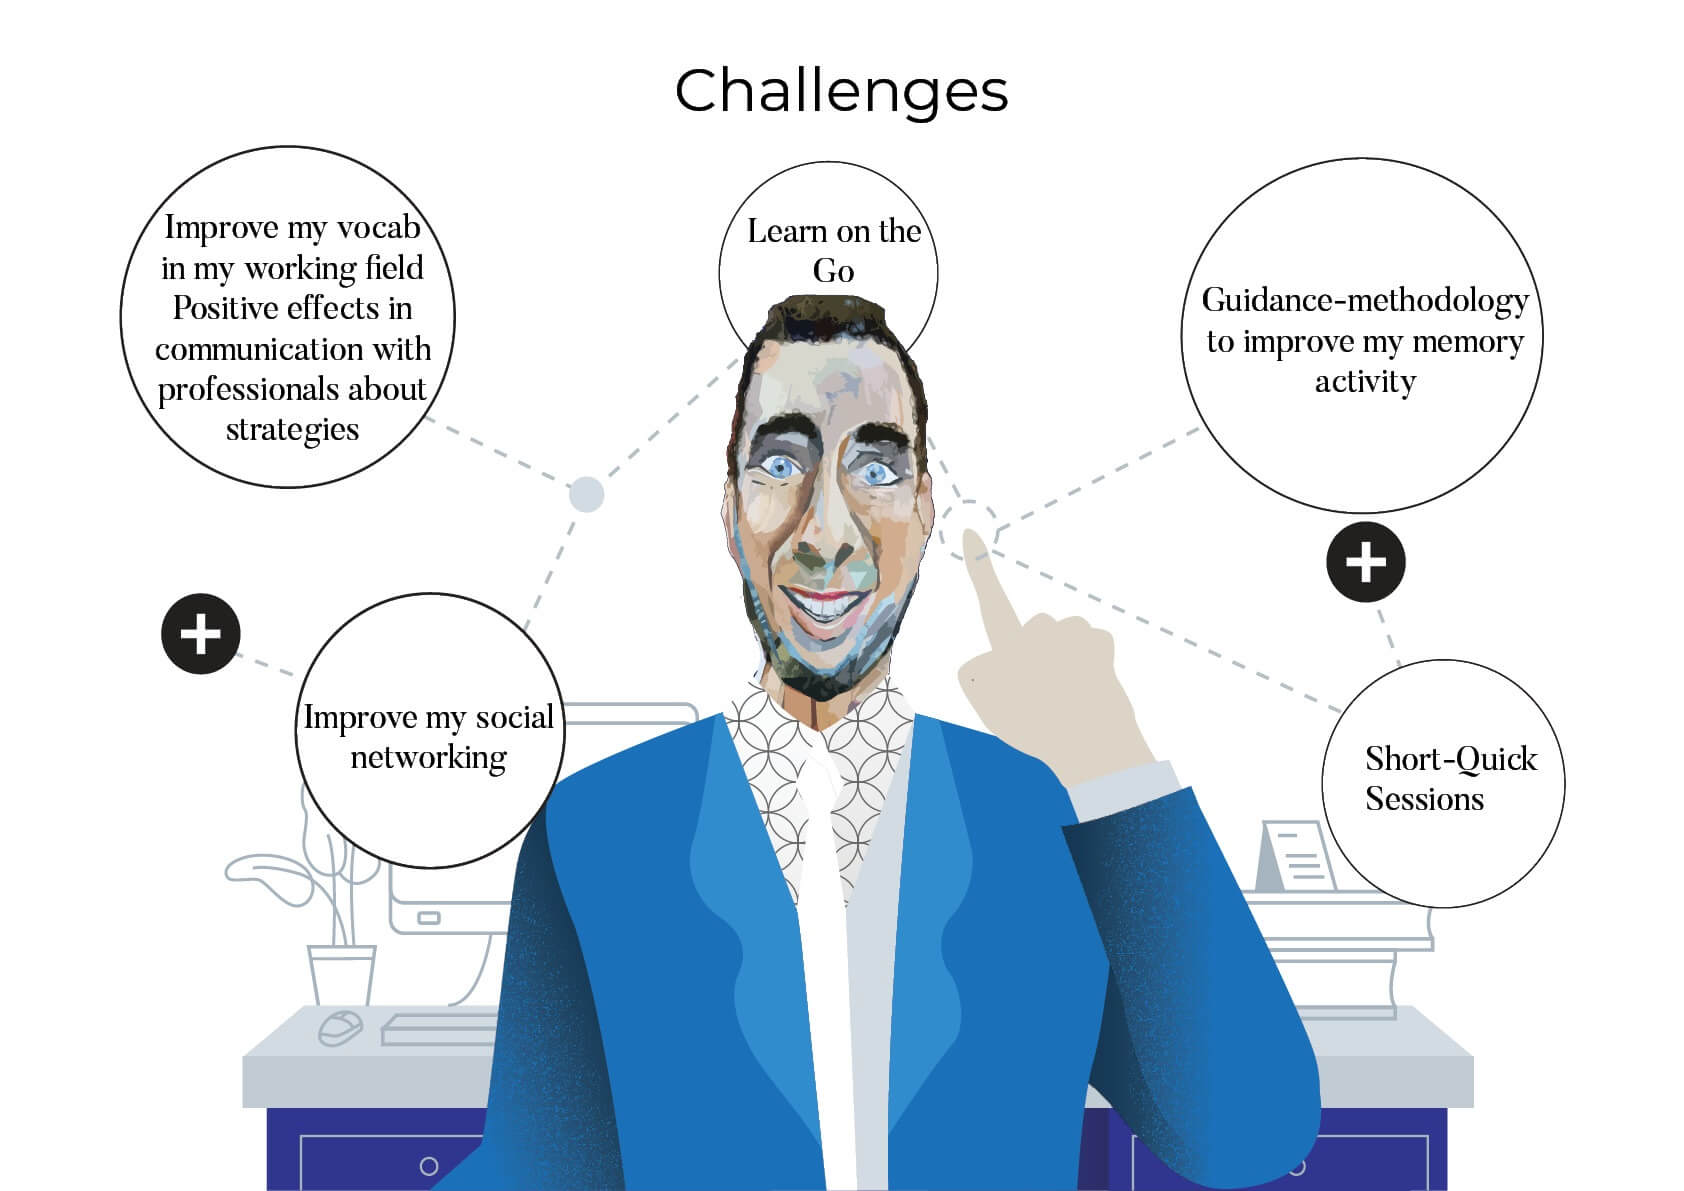 Challenges
Improve my vocab
in my working field
Positive effects in
communication with
professionals about
strategies
Learn on the
Go
Guidance-methodology
to improve my memory
activity
Improve my social
networking
Short-Quick
Sessions